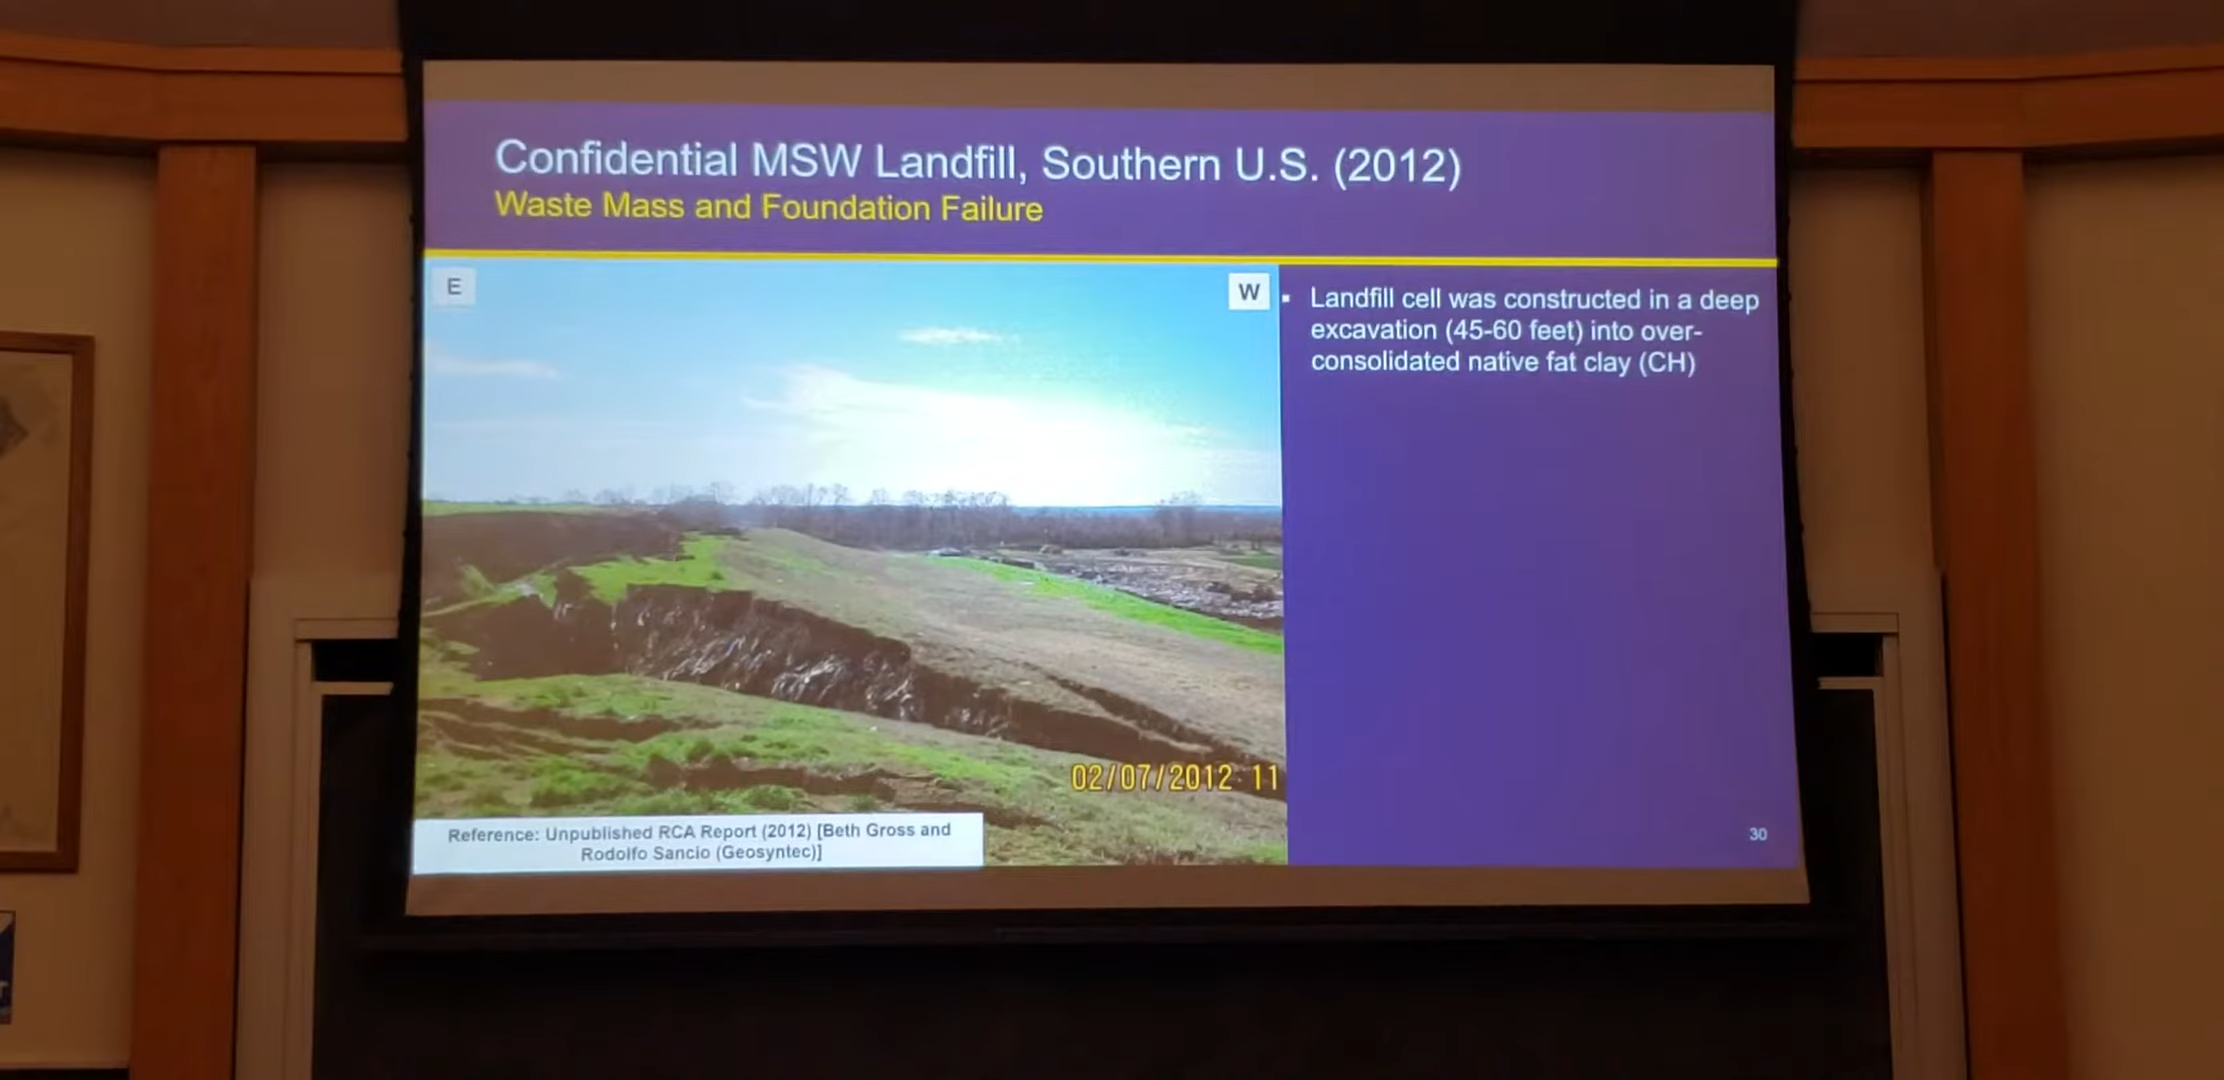 Confidential MSW Landfill, Southern U.S. (2012)
Waste Mass and Foundation Failure
E
W
▪ Landfill cell was constructed in a deep
excavation (45-60 feet) into over-
consolidated native fat clay (CH)
02/07/2012 11
Reference: Unpublished RCA Report (2012) [Beth Gross and
Rodolfo Sancio (Geosyntec)]
30